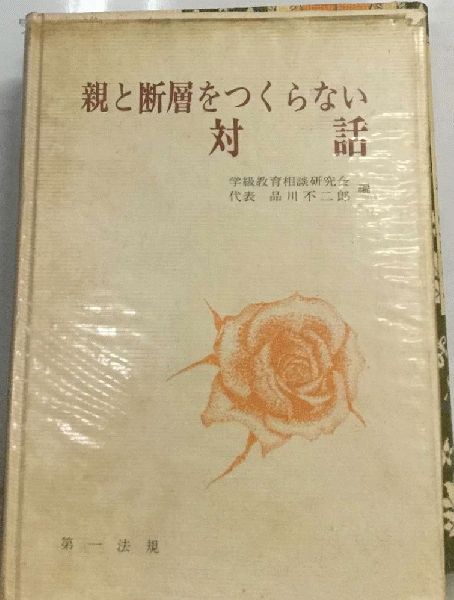 親と断層をつくらない
対話
学級教育相談研究会
代表 品川不二郎 編
第一法規